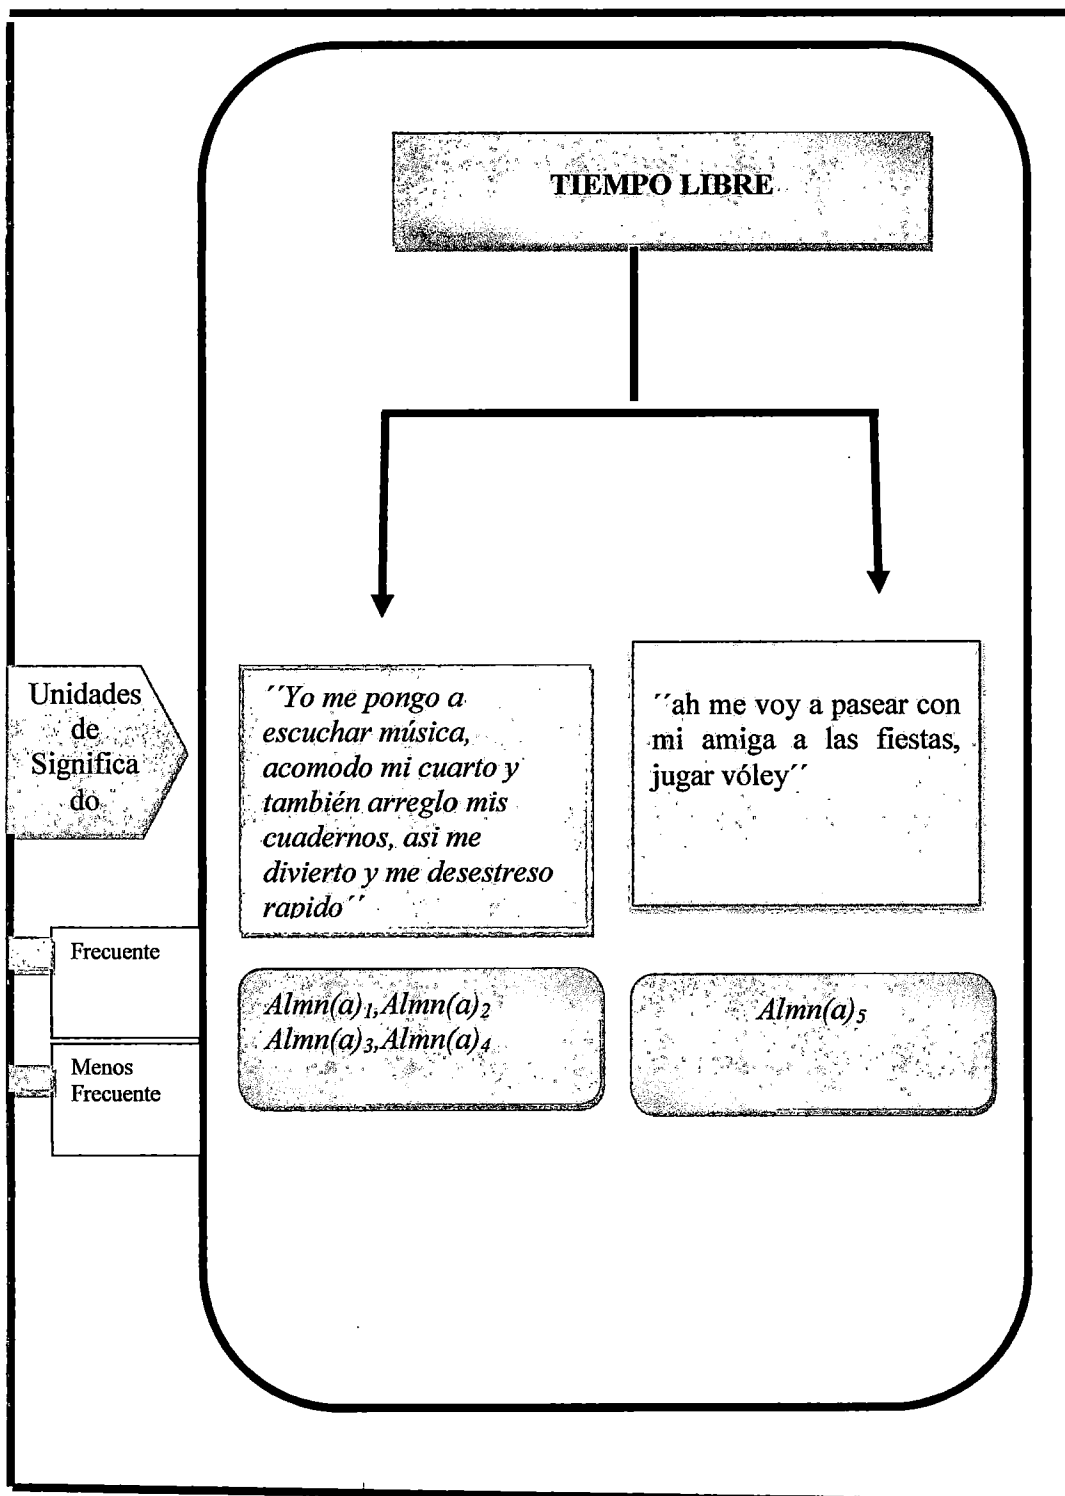 TIEMPO LIBRE
Unidades
de
Significa
do
´´Yo me pongo a
escuchar música,
acomodo mi cuarto y
también arreglo mis
cuadernos, asi me
divierto y me desestreso
rapido´´
´´ah me voy a pasear con
mi amiga a las fiestas,
jugar vóley´´
Frecuente
Menos
Frecuente
Almn(a)₁,Almn(a)₂
Almn(a)₃,Almn(a)₄
Almn(a)₅